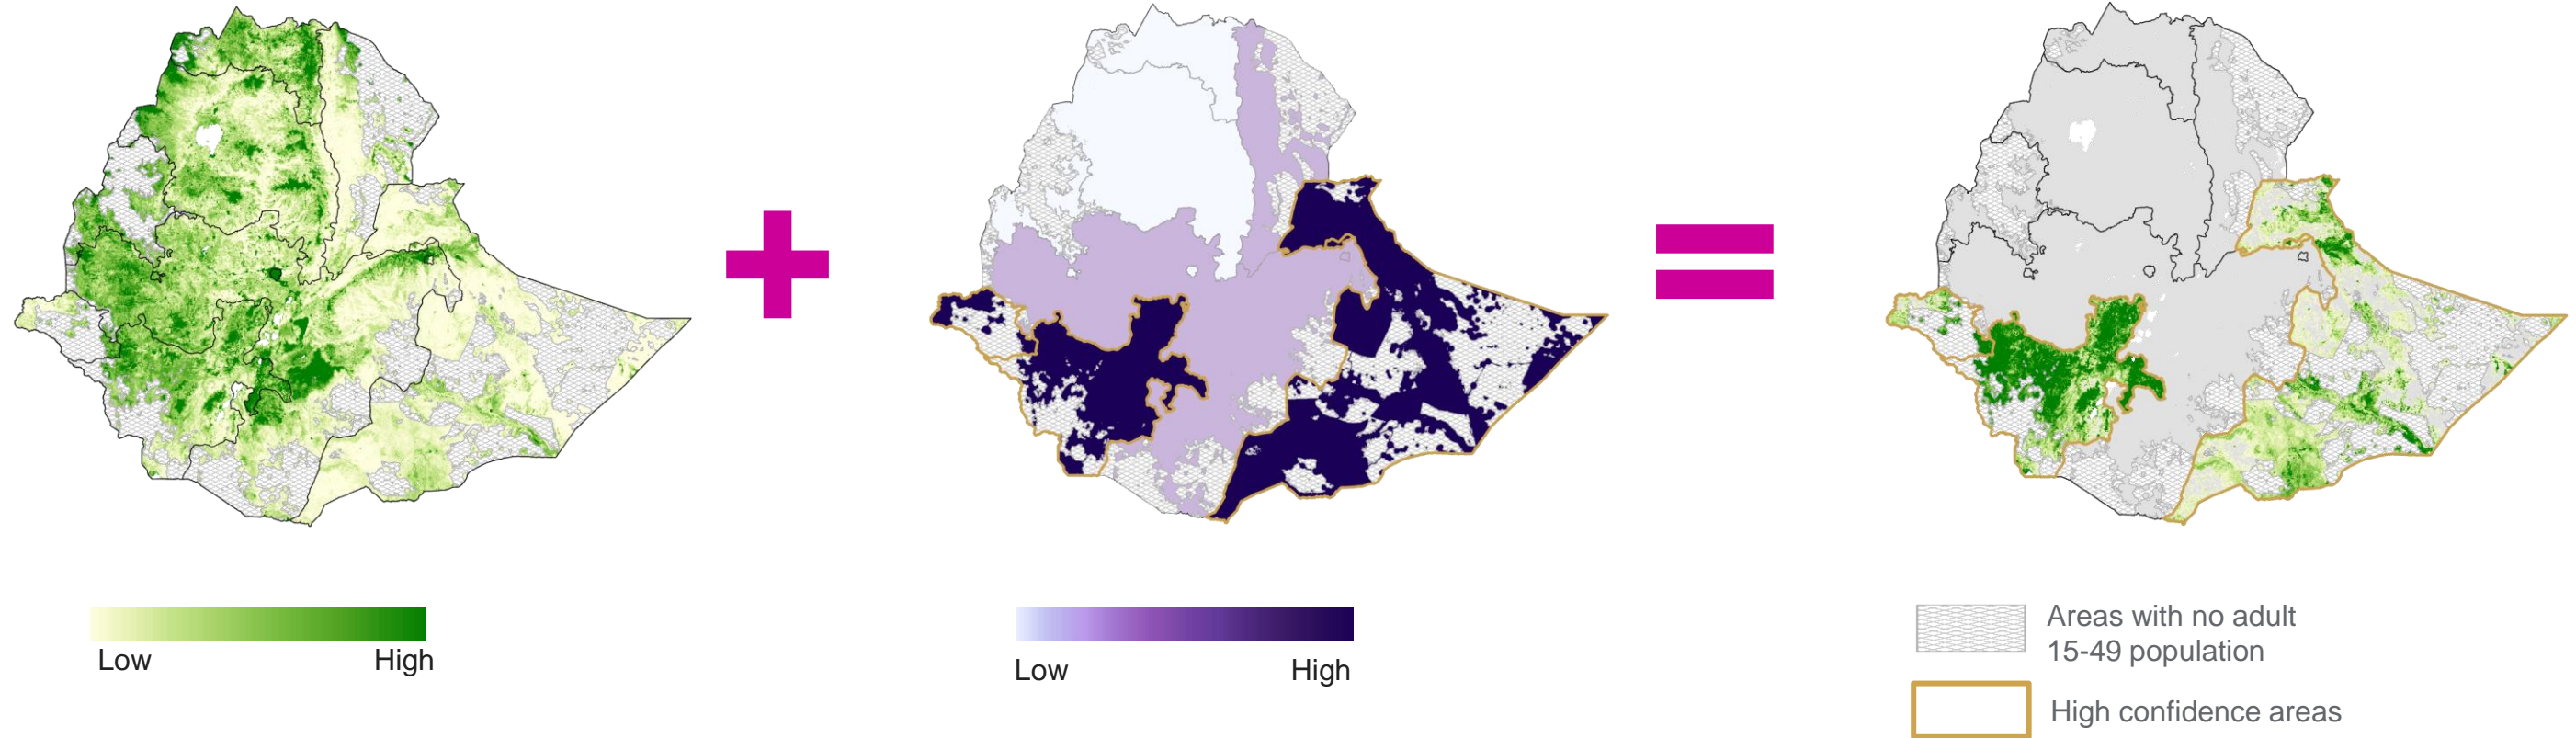 Low High
Low High
Areas with no adult
15-49 population
High confidence areas